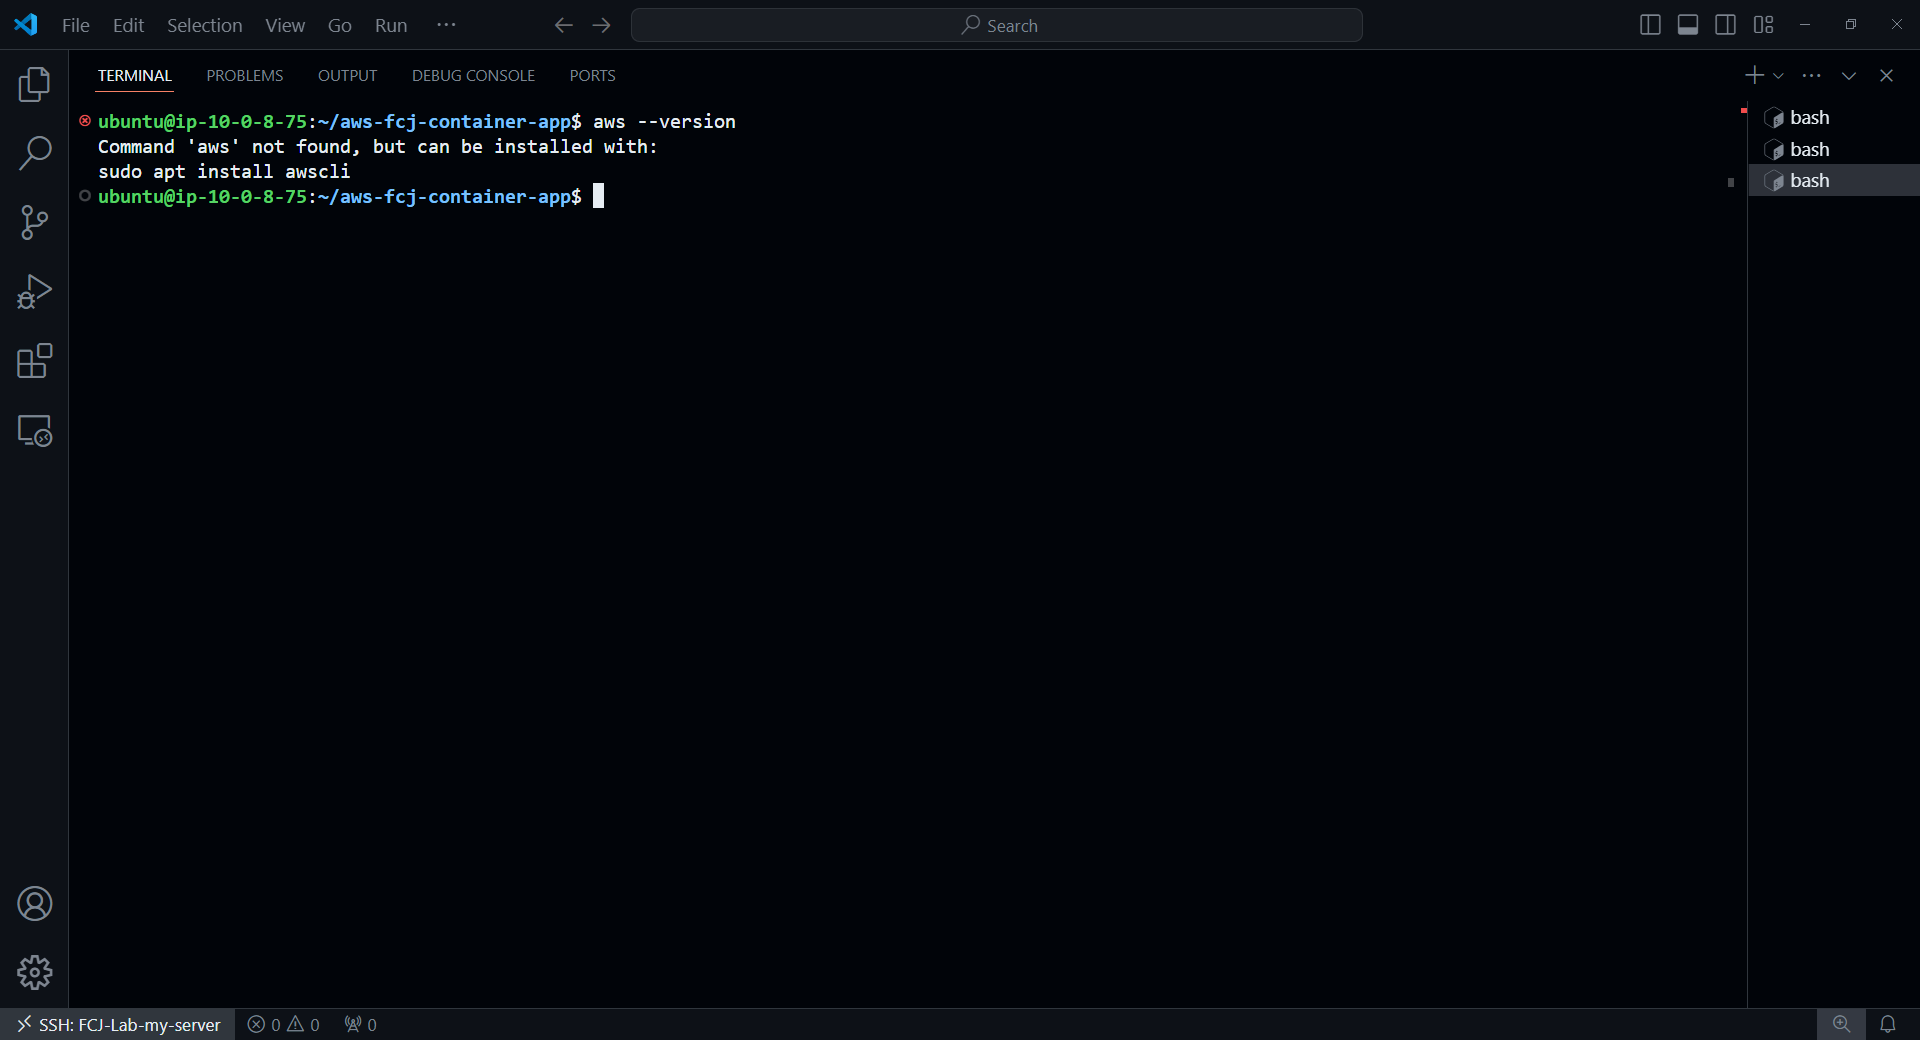 File Edit Selection View Go Run ···
Search
TERMINAL PROBLEMS OUTPUT DEBUG CONSOLE PORTS
ubuntu@ip-10-0-8-75:~/aws-fcj-container-app$ aws --version
Command 'aws' not found, but can be installed with:
sudo apt install awscli
ubuntu@ip-10-0-8-75:~/aws-fcj-container-app$
bash
bash
bash
SSH: FCJ-Lab-my-server 0 0 0